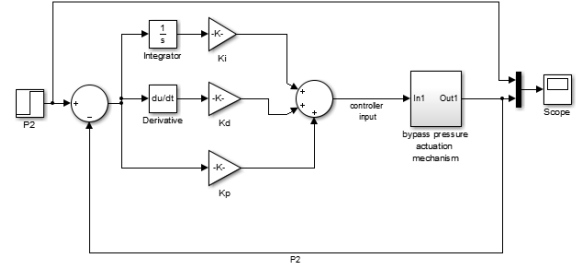 1
s
Integrator
-K-
Ki
+
−
P2
du/dt
Derivative
-K-
Kd
+
+
+
controller
input
In1
Out1
bypass pressure
actuation
mechanism
Scope
-K-
Kp
P2